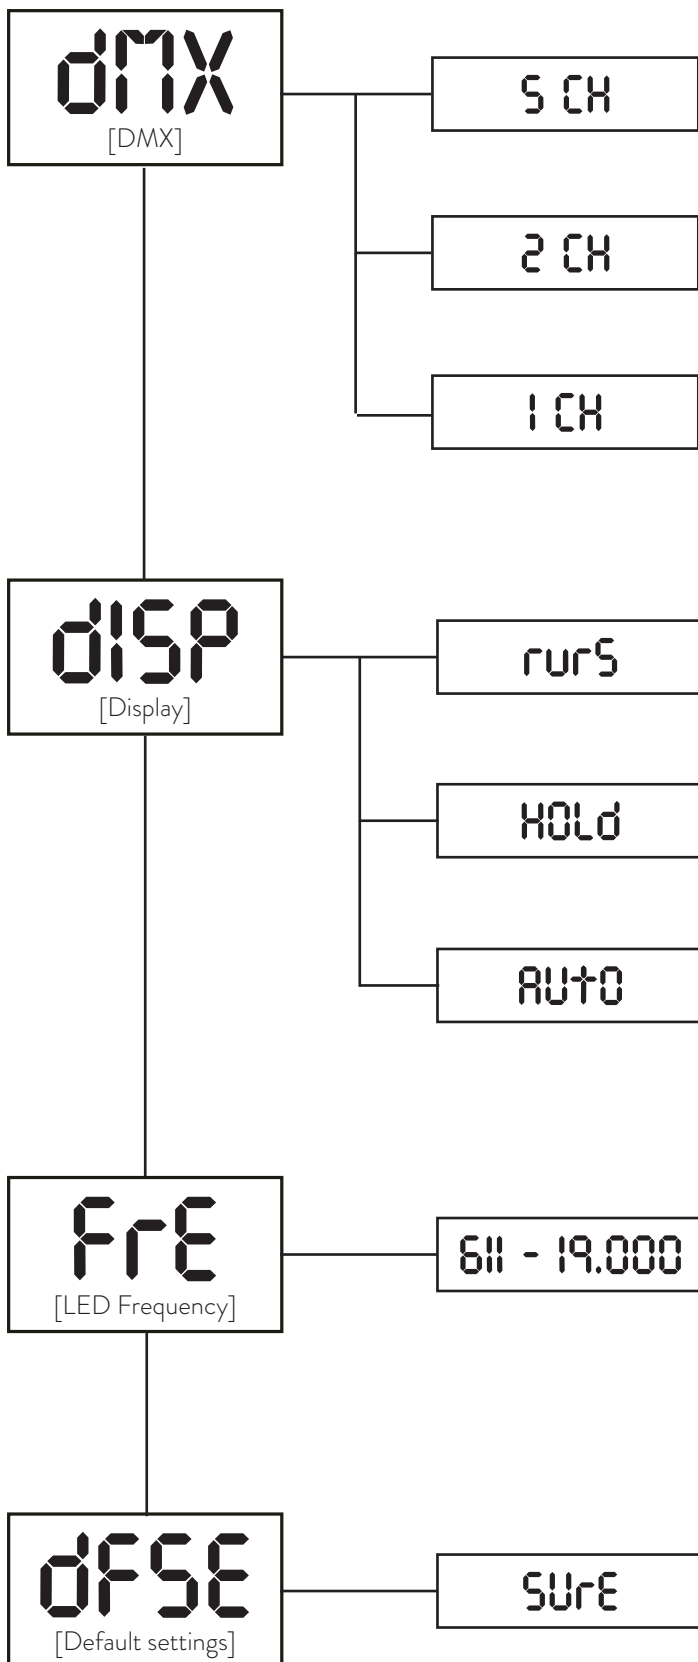 dMX
[DMX]
5 CH
2 CH
1 CH
dISP
[Display]
rurS
HOLd
AUtO
FrE
[LED Frequency]
611 - 19.000
dFSE
[Default settings]
SUrE